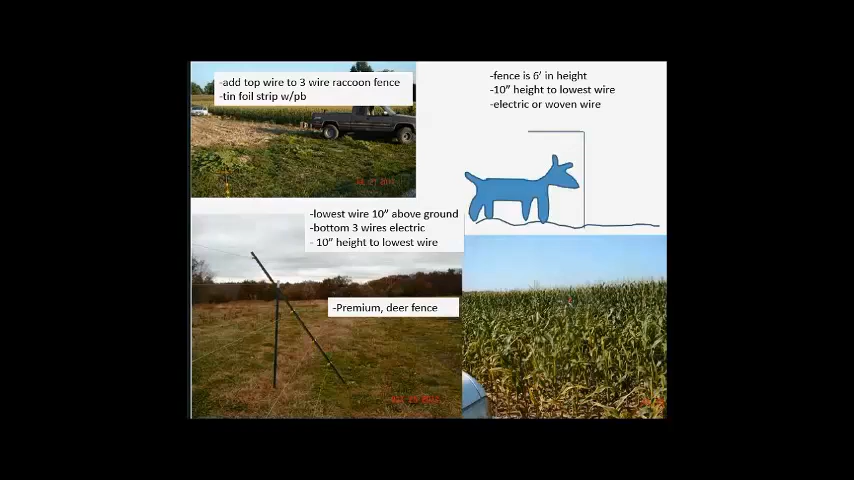 -add top wire to 3 wire raccoon fence
-tin foil strip w/pb
-fence is 6' in height
-10" height to lowest wire
-electric or woven wire
-lowest wire 10" above ground
-bottom 3 wires electric
- 10" height to lowest wire
-Premium, deer fence